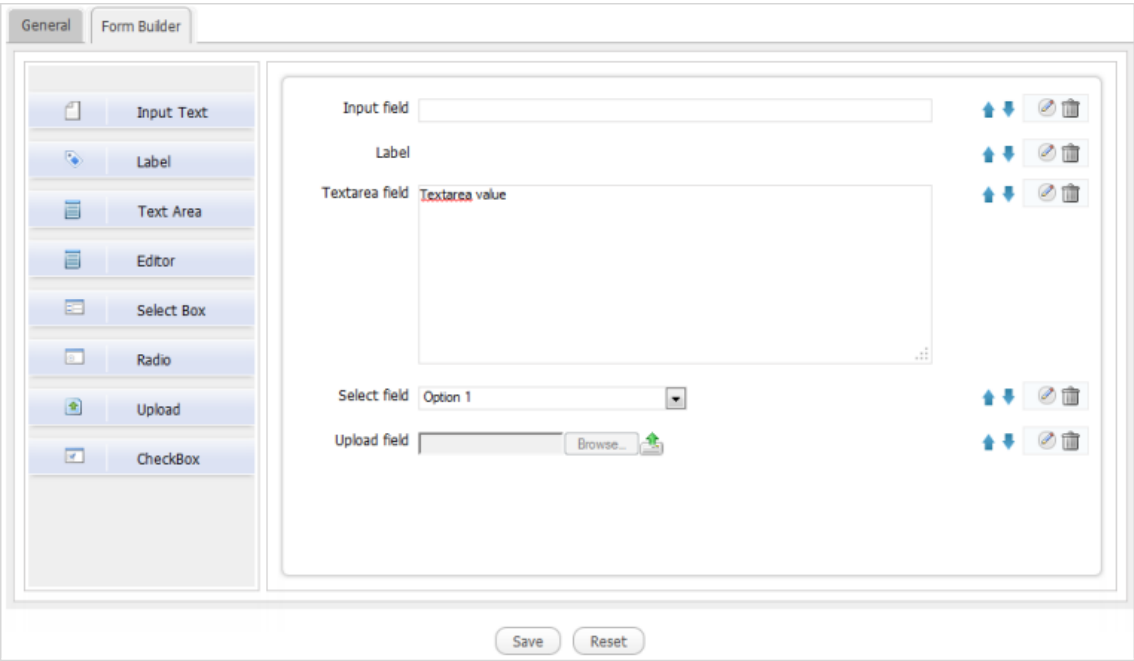 General
Form Builder
Input Text
Label
Text Area
Editor
Select Box
Radio
Upload
CheckBox
Input field
Label
Textarea field Textarea value
Select field Option 1
Upload field Browse...
Save Reset